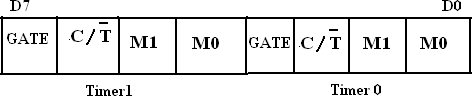 D7 D0
GATE C/T̅ M1 M0 GATE C/T̅ M1 M0
Timer1 Timer 0